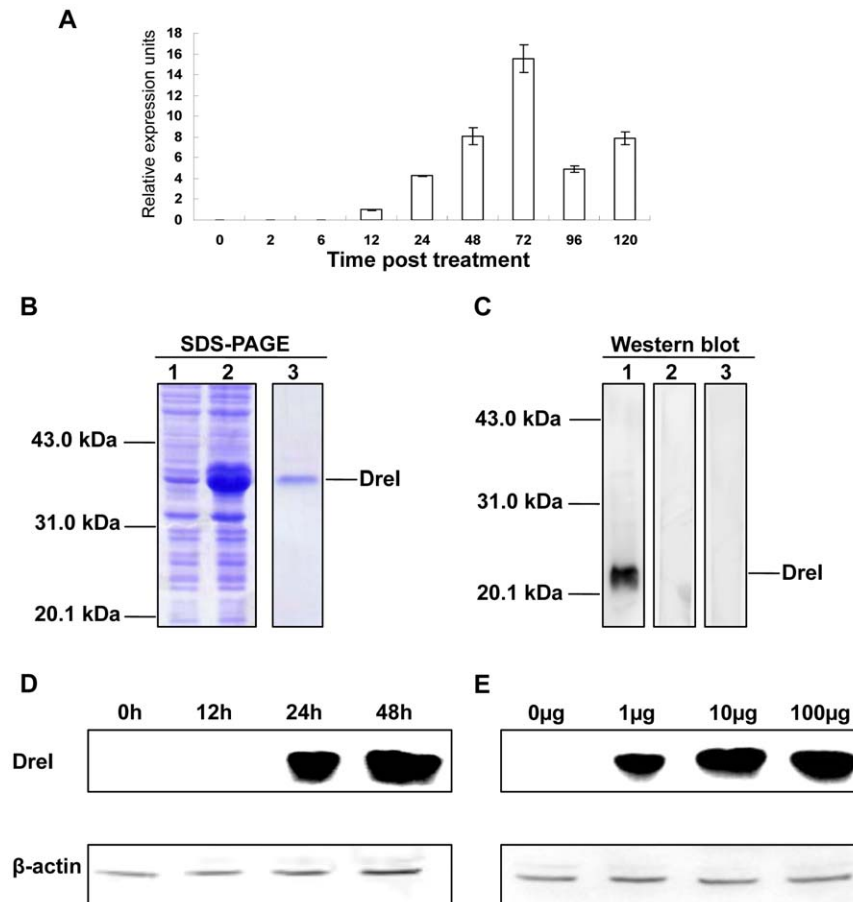 A
Relative expression units
18
16
14
12
10
8
6
4
2
0
0 2 6 12 24 48 72 96 120
Time post treatment
B
SDS-PAGE
1 2 3
43.0 kDa
31.0 kDa
20.1 kDa
DreI
C
Western blot
1 2 3
43.0 kDa
31.0 kDa
20.1 kDa
DreI
D
0h 12h 24h 48h
DreI
β-actin
E
0μg 1μg 10μg 100μg